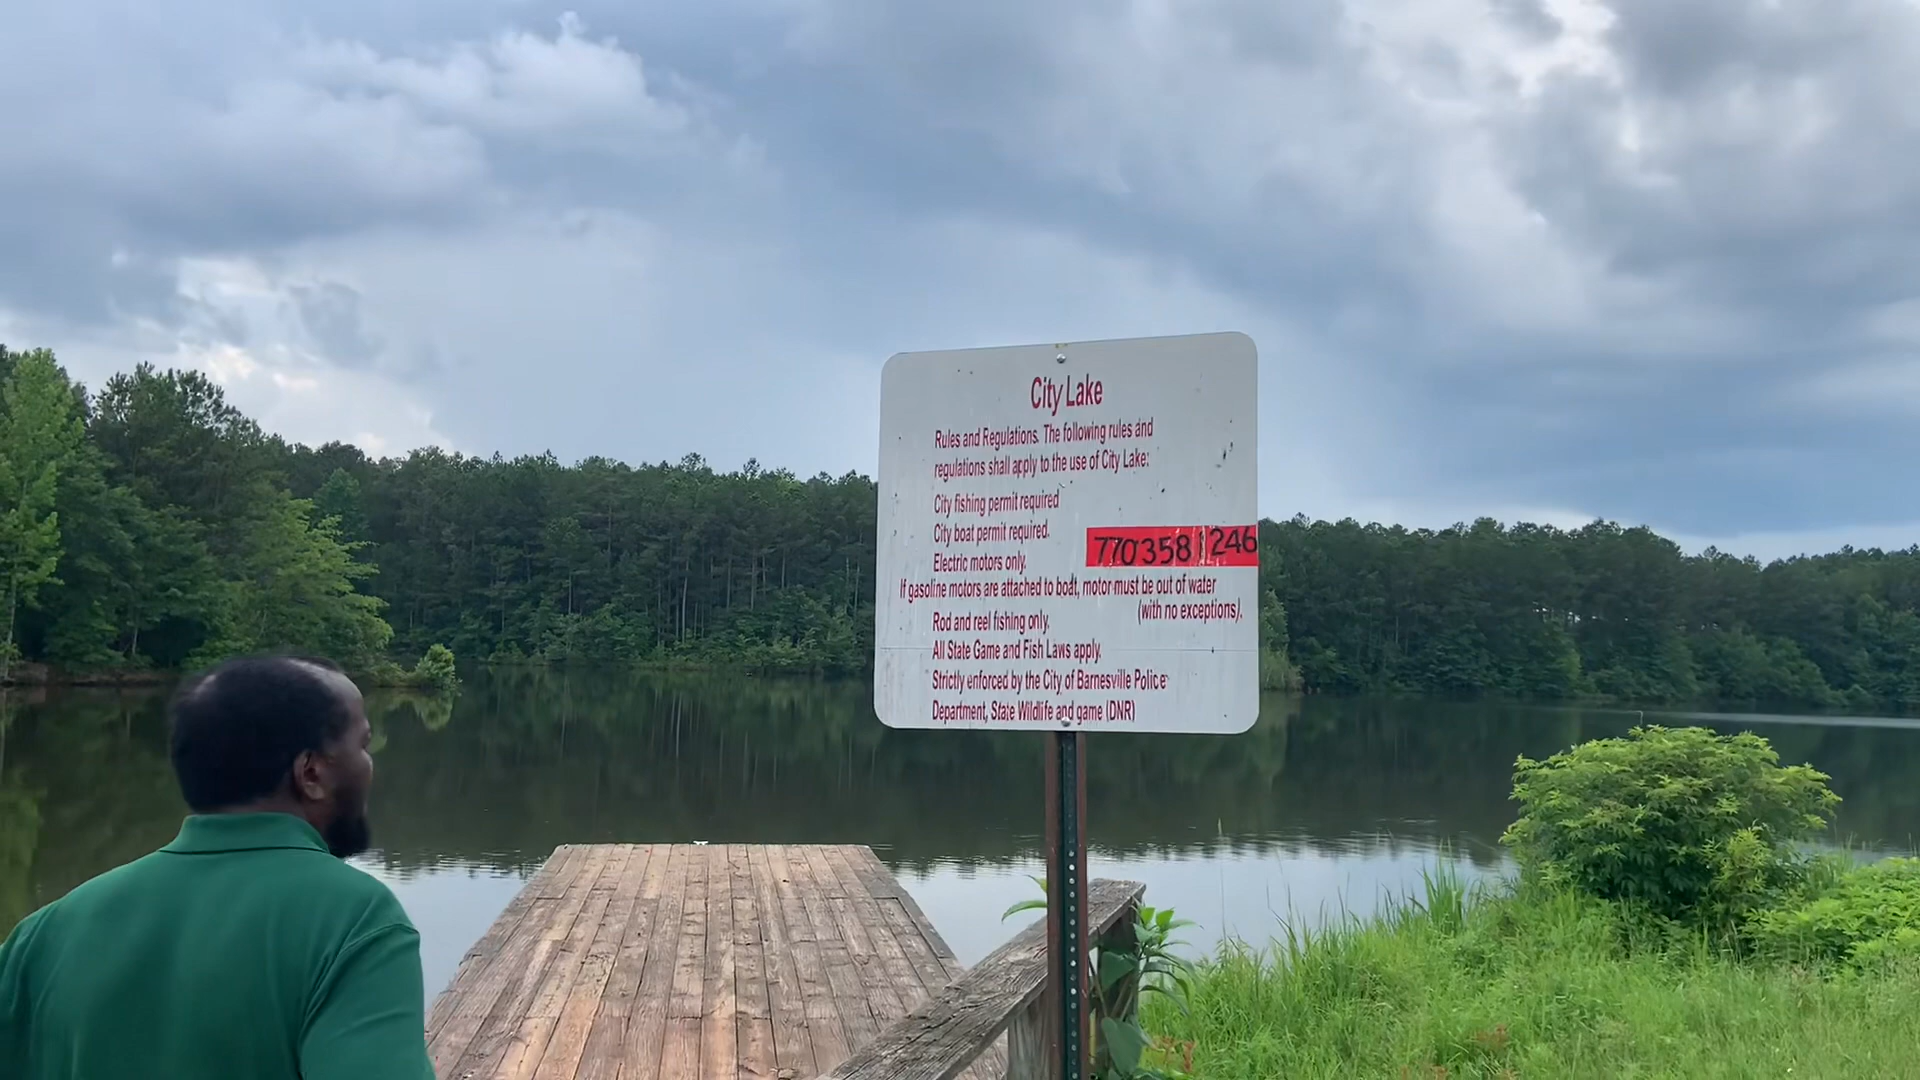 City Lake
Rules and Regulations. The following rules and
regulations shall apply to the use of City Lake:
City fishing permit required
City boat permit required.
770 358 1246
Electric motors only.
If gasoline motors are attached to boat, motor must be out of water
(with no exceptions).
Rod and reel fishing only.
All State Game and Fish Laws apply.
Strictly enforced by the City of Barnesville Police
Department, State Wildlife and game (DNR)